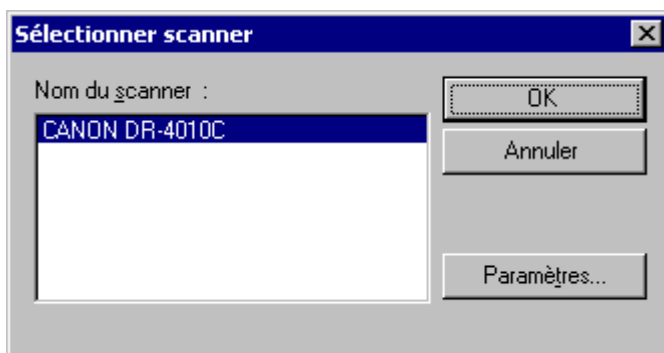 Sélectionner scanner
Nom du scanner :
CANON DR-4010C
OK
Annuler
Paramètres...